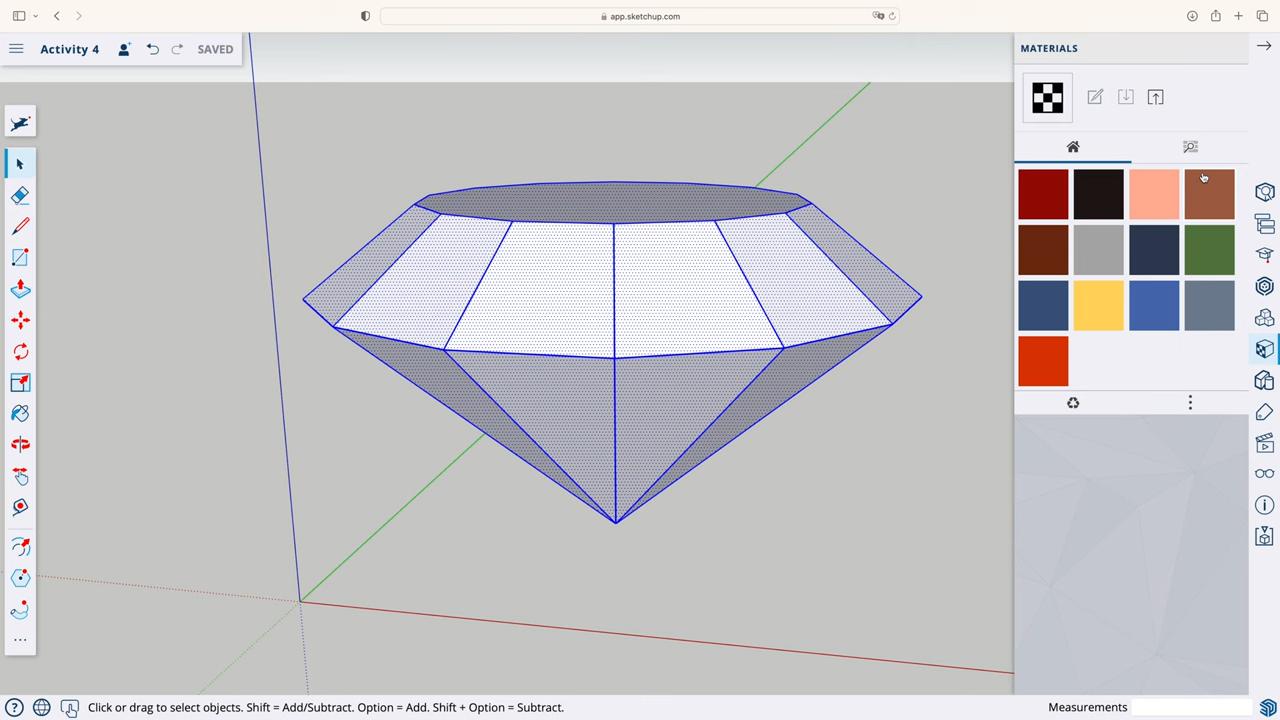 app.sketchup.com
Activity 4
SAVED
MATERIALS
Click or drag to select objects. Shift = Add/Subtract. Option = Add. Shift + Option = Subtract.
Measurements